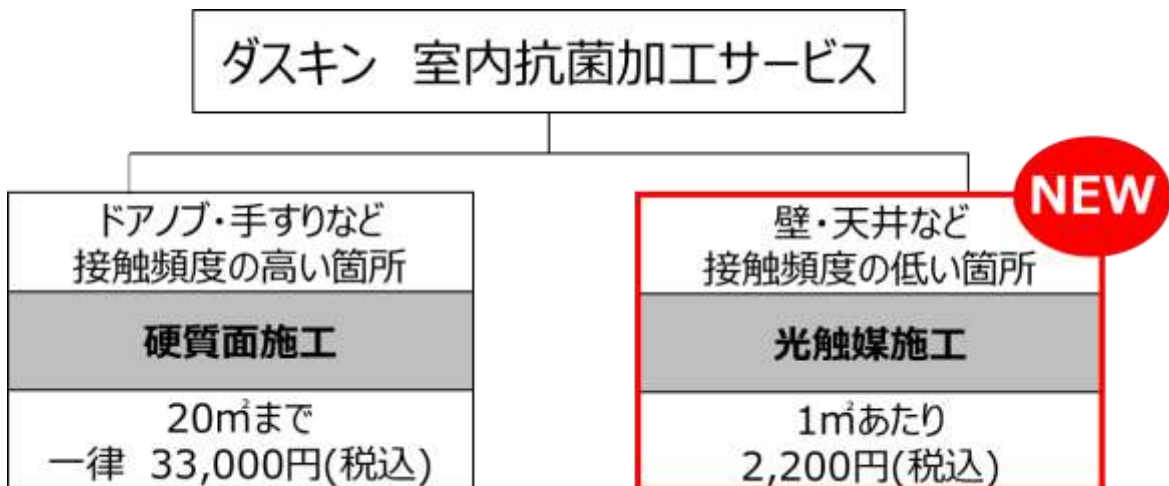 ダスキン 室内抗菌加工サービス
ドアノブ・手すりなど
接触頻度の高い箇所
硬質面施工
20㎡まで
一律 33,000円(税込)
NEW
壁・天井など
接触頻度の低い箇所
光触媒施工
1㎡あたり
2,200円(税込)